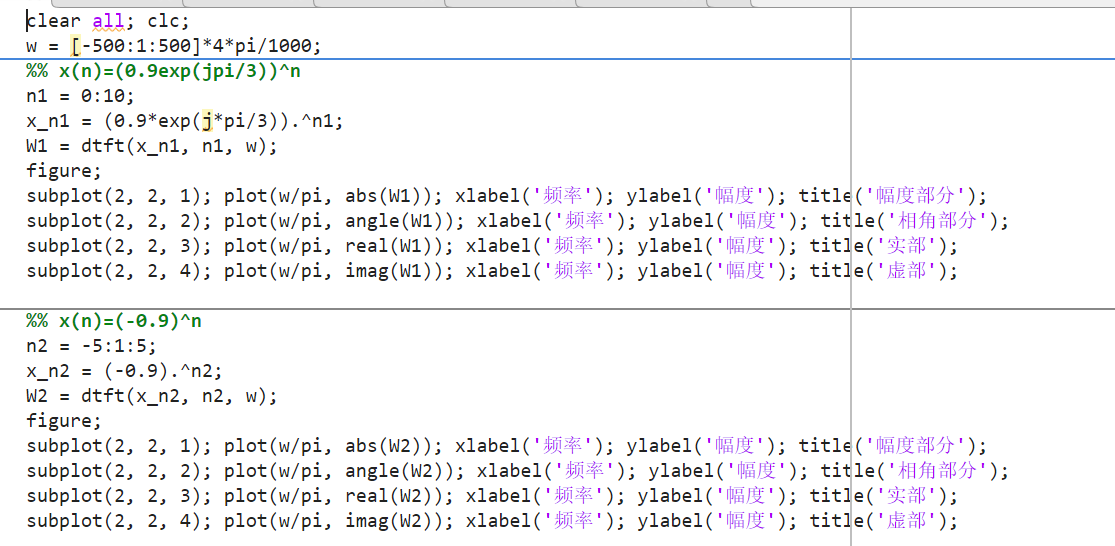 clear all; clc;
w = [-500:1:500]*4*pi/1000;
%% x(n)=(0.9exp(jpi/3))^n
n1 = 0:10;
x_n1 = (0.9*exp(j*pi/3)).^n1;
W1 = dtft(x_n1, n1, w);
figure;
subplot(2, 2, 1); plot(w/pi, abs(W1)); xlabel('频率'); ylabel('幅度'); title('幅度部分');
subplot(2, 2, 2); plot(w/pi, angle(W1)); xlabel('频率'); ylabel('幅度'); title('相角部分');
subplot(2, 2, 3); plot(w/pi, real(W1)); xlabel('频率'); ylabel('幅度'); title('实部');
subplot(2, 2, 4); plot(w/pi, imag(W1)); xlabel('频率'); ylabel('幅度'); title('虚部');
%% x(n)=(-0.9)^n
n2 = -5:1:5;
x_n2 = (-0.9).^n2;
W2 = dtft(x_n2, n2, w);
figure;
subplot(2, 2, 1); plot(w/pi, abs(W2)); xlabel('频率'); ylabel('幅度'); title('幅度部分');
subplot(2, 2, 2); plot(w/pi, angle(W2)); xlabel('频率'); ylabel('幅度'); title('相角部分');
subplot(2, 2, 3); plot(w/pi, real(W2)); xlabel('频率'); ylabel('幅度'); title('实部');
subplot(2, 2, 4); plot(w/pi, imag(W2)); xlabel('频率'); ylabel('幅度'); title('虚部');